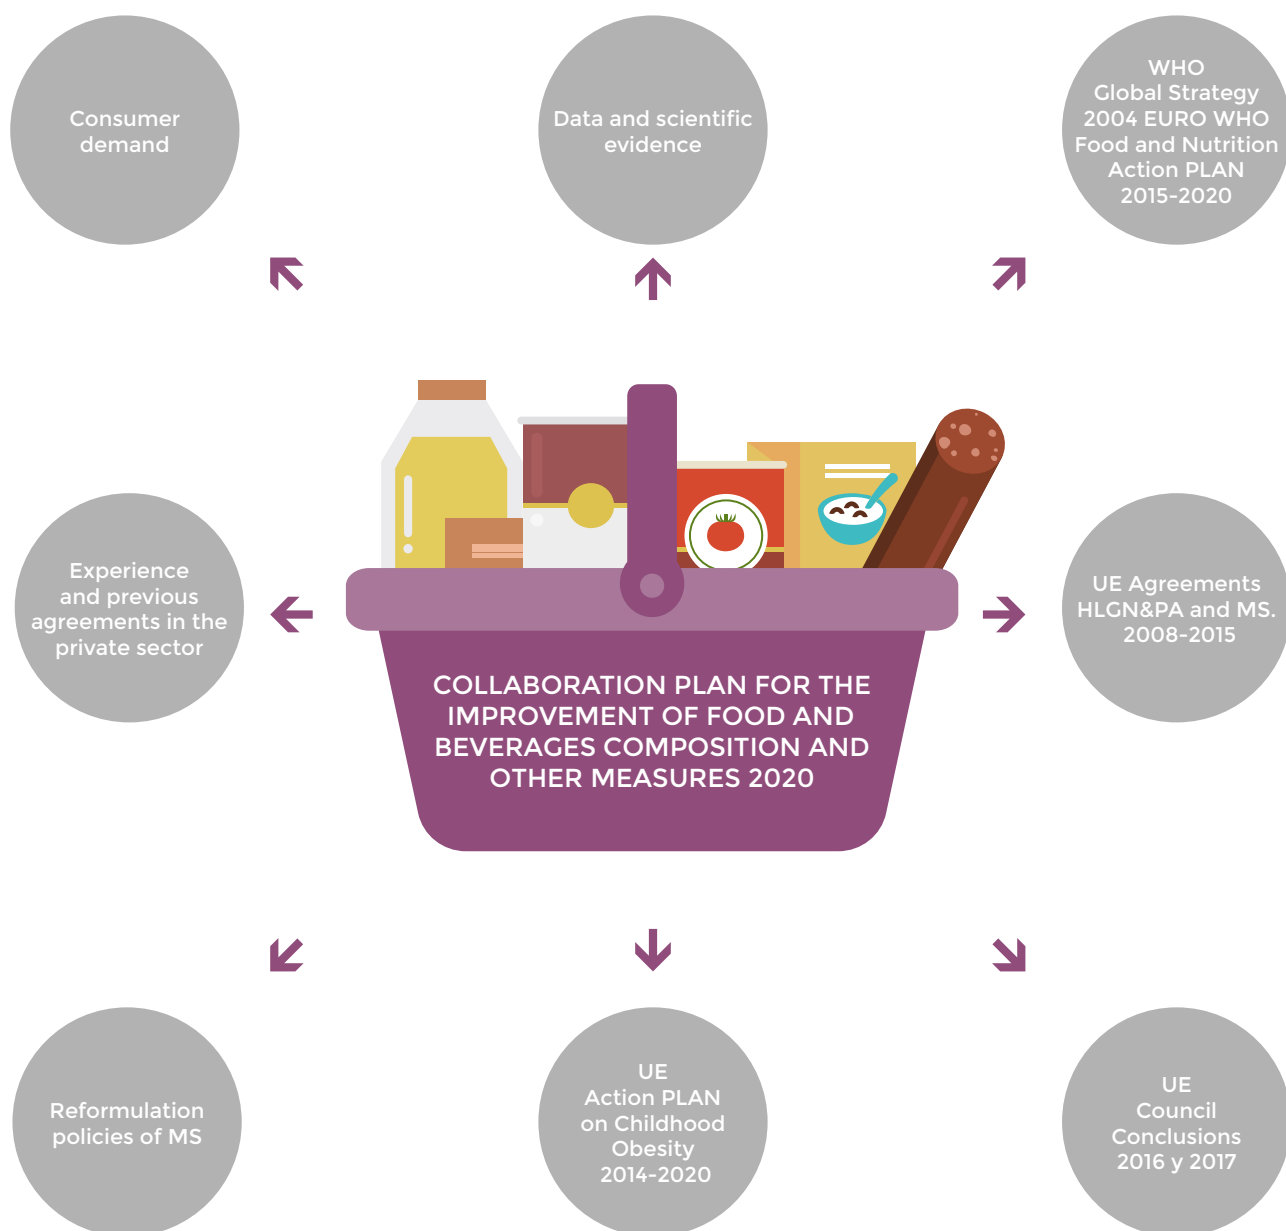 Consumer
demand
Data and scientific
evidence
WHO
Global Strategy
2004 EURO WHO
Food and Nutrition
Action PLAN
2015-2020
Experience
and previous
agreements in the
private sector
COLLABORATION PLAN FOR THE
IMPROVEMENT OF FOOD AND
BEVERAGES COMPOSITION AND
OTHER MEASURES 2020
UE Agreements
HLGN&PA and MS.
2008-2015
Reformulation
policies of MS
UE
Action PLAN
on Childhood
Obesity
2014-2020
UE
Council
Conclusions
2016 y 2017